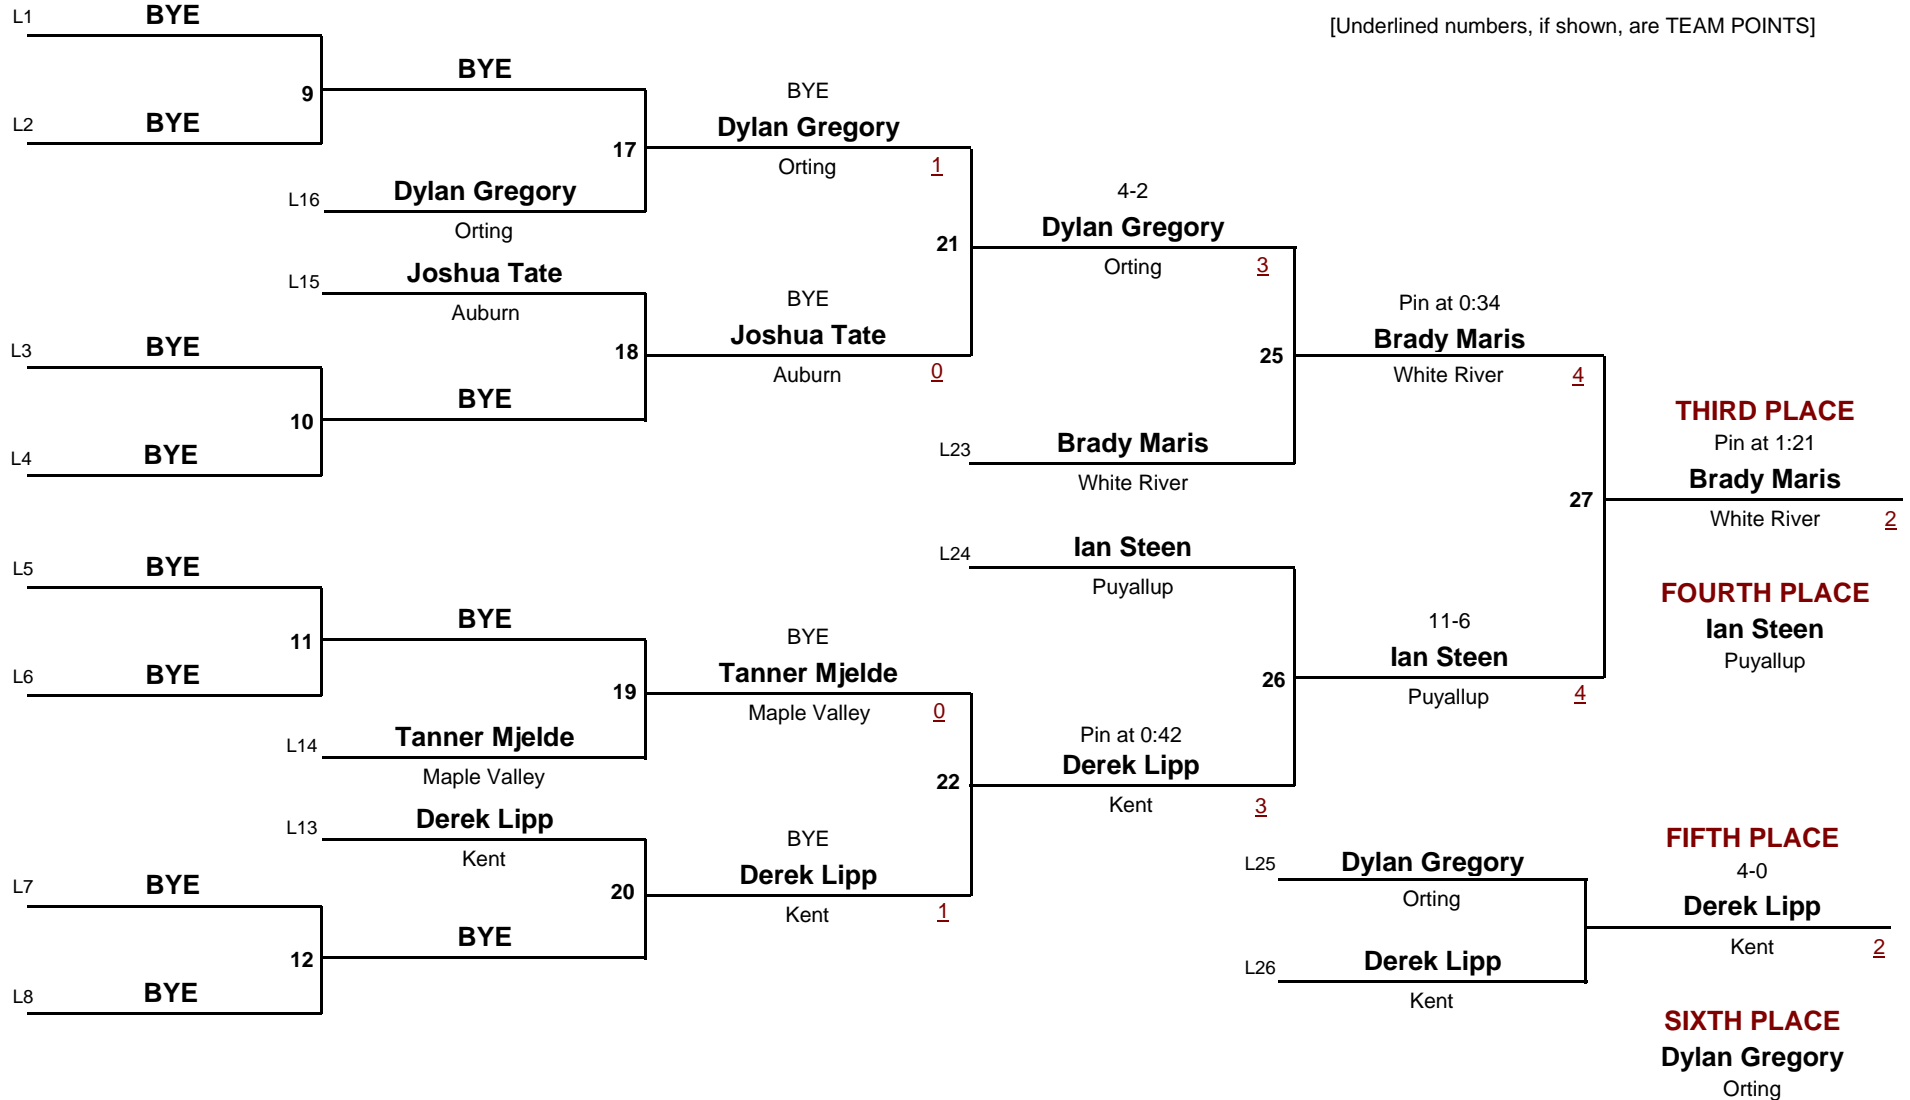 [Underlined numbers, if shown, are TEAM POINTS]
L1 BYE
9
L2 BYE
BYE
17
L16 Dylan Gregory
Orting
BYE
Dylan Gregory
Orting 1
21
L15 Joshua Tate
Auburn
18
L3 BYE
10
L4 BYE
BYE
BYE
Joshua Tate
Auburn 0
4-2
Dylan Gregory
Orting 3
25
L23 Brady Maris
White River
Pin at 0:34
Brady Maris
White River 4
27
THIRD PLACE
Pin at 1:21
Brady Maris
White River 2
FOURTH PLACE
Ian Steen
Puyallup
L5 BYE
11
L6 BYE
BYE
19
L14 Tanner Mjelde
Maple Valley
BYE
Tanner Mjelde
Maple Valley 0
22
L13 Derek Lipp
Kent
20
L7 BYE
12
L8 BYE
BYE
BYE
Derek Lipp
Kent 1
L24 Ian Steen
Puyallup
26
Pin at 0:42
Derek Lipp
Kent 3
11-6
Ian Steen
Puyallup 4
L25 Dylan Gregory
Orting
L26 Derek Lipp
Kent
FIFTH PLACE
4-0
Derek Lipp
Kent 2
SIXTH PLACE
Dylan Gregory
Orting